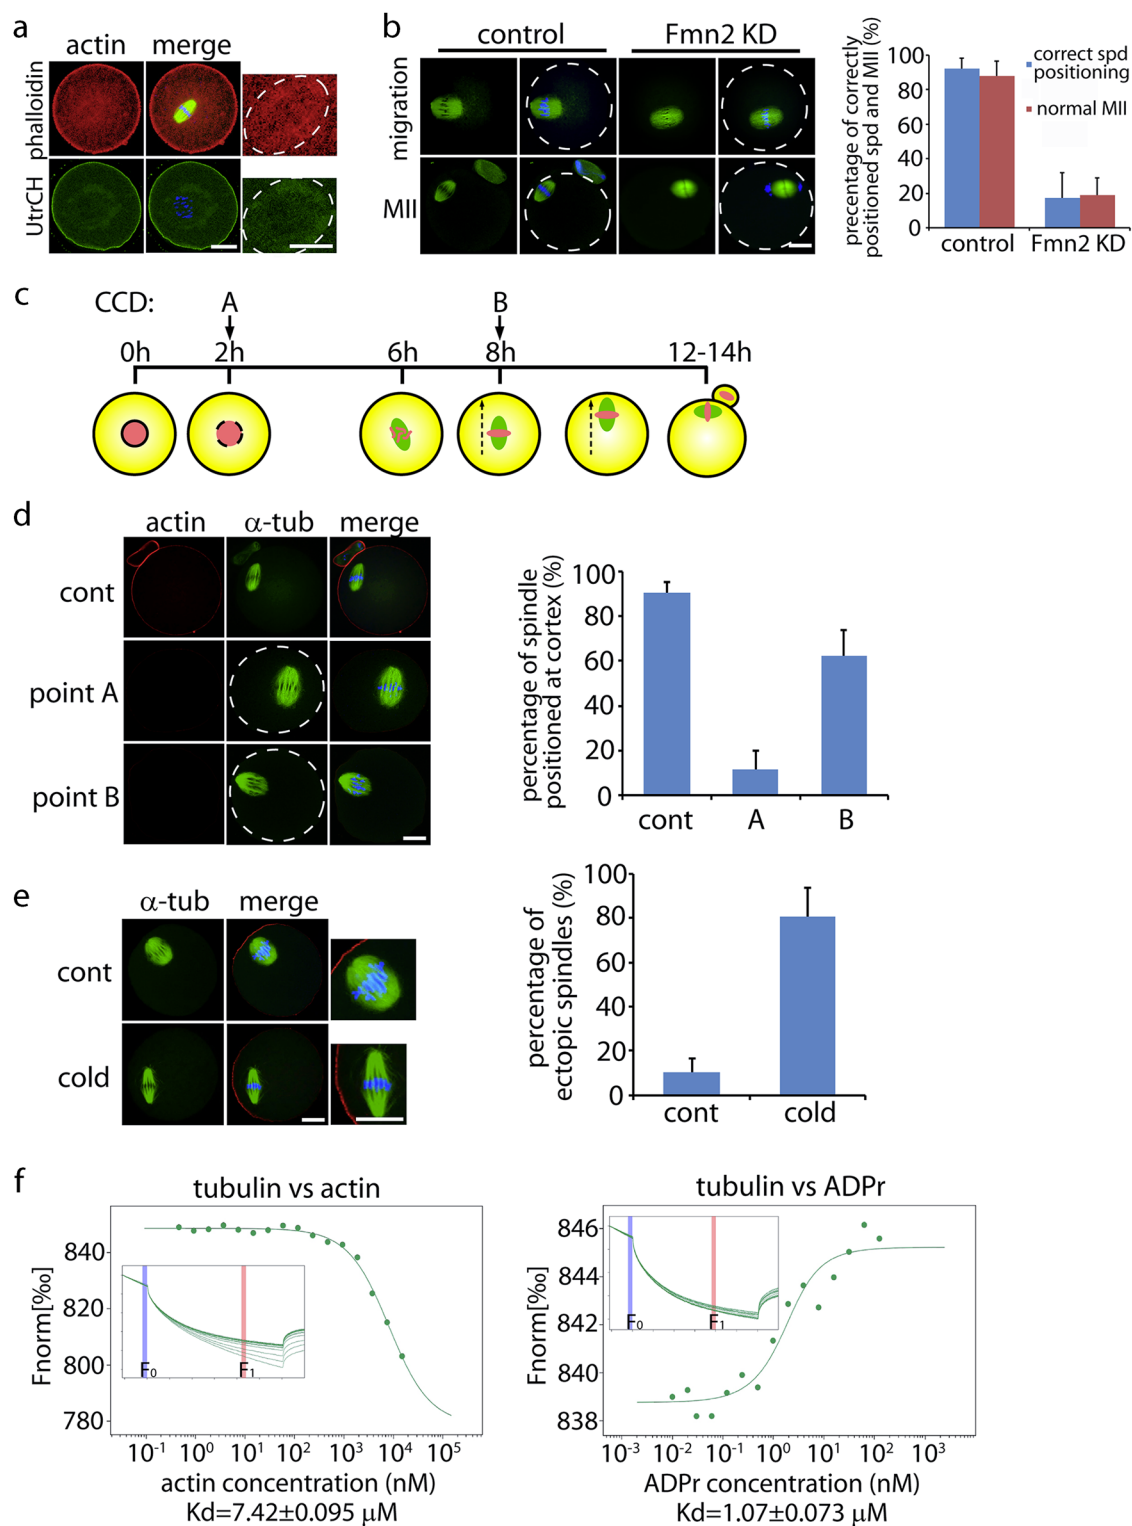 a
actin merge
phalloidin
UtrCH
b
control Fmn2 KD
migration
MII
precentage of correctly
positioned spd and MII (%)
100
80
60
40
20
0
control Fmn2 KD
correct spd
positioning
normal MII
c
CCD: A B
0h 2h 6h 8h 12-14h
d
actin α-tub merge
cont
point A
point B
percentage of spindle
positioned at cortex (%)
100
80
60
40
20
0
cont A B
e
α-tub merge
cont
cold
percentage of
ectopic spindles (%)
100
80
60
40
20
0
cont cold
f
tubulin vs actin
Fnorm[‰]
840
820
800
780
F₀ F₁
10⁻¹ 10⁰ 10¹ 10² 10³ 10⁴ 10⁵
actin concentration (nM)
Kd=7.42±0.095 μM
tubulin vs ADPr
Fnorm[‰]
846
844
842
840
838
F₀ F₁
10⁻³ 10⁻² 10⁻¹ 10⁰ 10¹ 10² 10³
ADPr concentration (nM)
Kd=1.07±0.073 μM